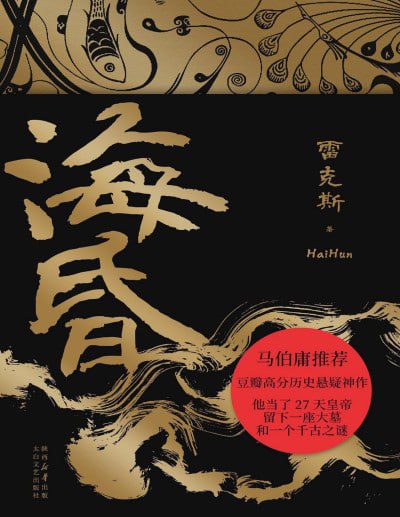 海昏
雷克斯
著
HaiHun
马伯庸推荐
豆瓣高分历史悬疑神作
他当了 27 天皇帝
留下一座大墓
和一个千古之谜
陕西新华出版
太白文艺出版社